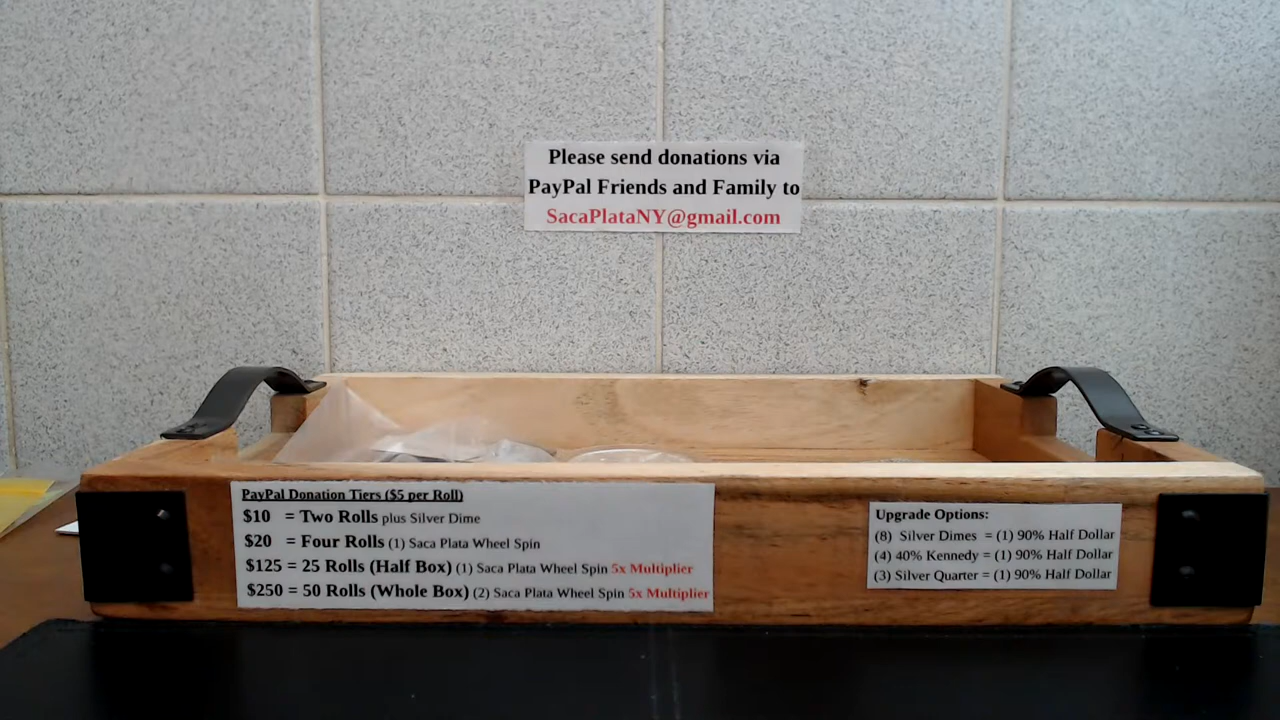 Please send donations via
PayPal Friends and Family to
SacaPlataNY@gmail.com
PayPal Donation Tiers ($5 per Roll)
$10 = Two Rolls plus Silver Dime
$20 = Four Rolls (1) Saca Plata Wheel Spin
$125 = 25 Rolls (Half Box) (1) Saca Plata Wheel Spin 5x Multiplier
$250 = 50 Rolls (Whole Box) (2) Saca Plata Wheel Spin 5x Multiplier
Upgrade Options:
(8) Silver Dimes = (1) 90% Half Dollar
(4) 40% Kennedy = (1) 90% Half Dollar
(3) Silver Quarter = (1) 90% Half Dollar